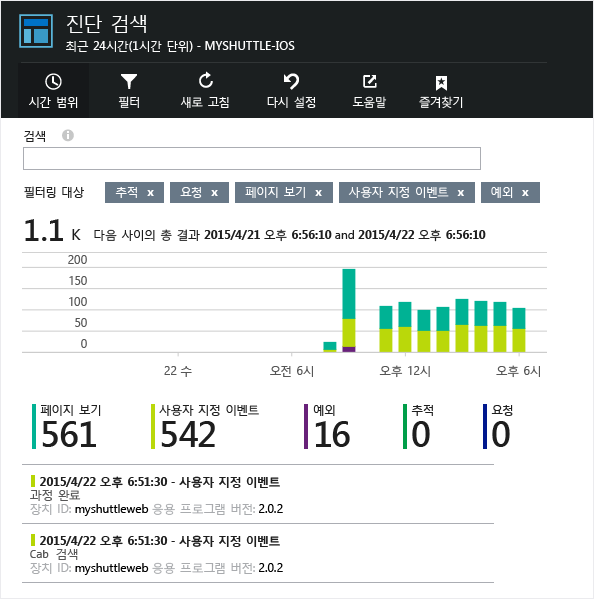 진단 검색
최근 24시간(1시간 단위) - MYSHUTTLE-IOS
시간 범위 필터 새로 고침 다시 설정 도움말 즐겨찾기
검색
필터링 대상 추적 x 요청 x 페이지 보기 x 사용자 지정 이벤트 x 예외 x
1.1 K 다음 사이의 총 결과 2015/4/21 오후 6:56:10 and 2015/4/22 오후 6:56:10
200
150
100
50
0
22 수 오전 6시 오후 12시 오후 6시
페이지 보기 사용자 지정 이벤트 예외 추적 요청
561 542 16 0 0
2015/4/22 오후 6:51:30 - 사용자 지정 이벤트
과정 완료
장치 ID: myshuttleweb 응용 프로그램 버전: 2.0.2
2015/4/22 오후 6:51:30 - 사용자 지정 이벤트
Cab 검색
장치 ID: myshuttleweb 응용 프로그램 버전: 2.0.2